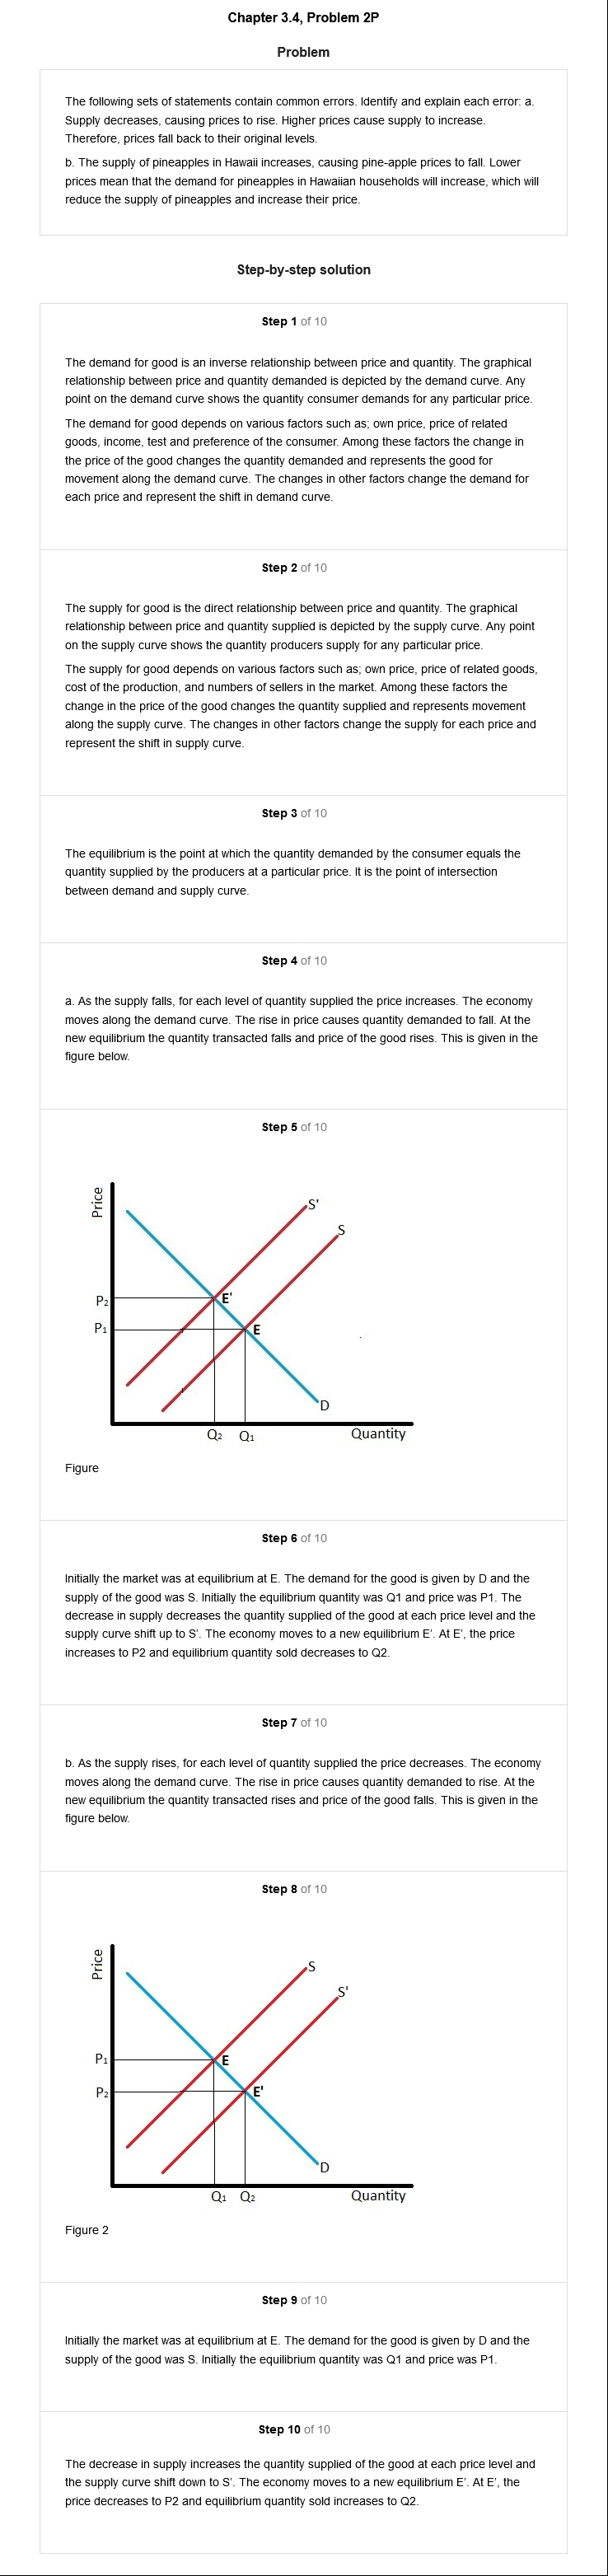 Chapter 3.4, Problem 2P
Problem
The following sets of statements contain common errors. Identify and explain each error: a.
Supply decreases, causing prices to rise. Higher prices cause supply to increase.
Therefore, prices fall back to their original levels.
b. The supply of pineapples in Hawaii increases, causing pine-apple prices to fall. Lower
prices mean that the demand for pineapples in Hawaiian households will increase, which will
reduce the supply of pineapples and increase their price.
Step-by-step solution
Step 1 of 10
The demand for good is an inverse relationship between price and quantity. The graphical
relationship between price and quantity demanded is depicted by the demand curve. Any
point on the demand curve shows the quantity consumer demands for any particular price.
The demand for good depends on various factors such as; own price, price of related
goods, income, test and preference of the consumer. Among these factors the change in
the price of the good changes the quantity demanded and represents the good for
movement along the demand curve. The changes in other factors change the demand for
each price and represent the shift in demand curve.
Step 2 of 10
The supply for good is the direct relationship between price and quantity. The graphical
relationship between price and quantity supplied is depicted by the supply curve. Any point
on the supply curve shows the quantity producers supply for any particular price.
The supply for good depends on various factors such as; own price, price of related goods,
cost of the production, and numbers of sellers in the market. Among these factors the
change in the price of the good changes the quantity supplied and represents movement
along the supply curve. The changes in other factors change the supply for each price and
represent the shift in supply curve.
Step 3 of 10
The equilibrium is the point at which the quantity demanded by the consumer equals the
quantity supplied by the producers at a particular price. It is the point of intersection
between demand and supply curve.
Step 4 of 10
a. As the supply falls, for each level of quantity supplied the price increases. The economy
moves along the demand curve. The rise in price causes quantity demanded to fall. At the
new equilibrium the quantity transacted falls and price of the good rises. This is given in the
figure below.
Step 5 of 10
Price
S'
S
P2
E'
P1
E
D
Q2 Q1
Quantity
Figure
Step 6 of 10
Initially the market was at equilibrium at E. The demand for the good is given by D and the
supply of the good was S. Initially the equilibrium quantity was Q1 and price was P1. The
decrease in supply decreases the quantity supplied of the good at each price level and the
supply curve shift up to S'. The economy moves to a new equilibrium E'. At E', the price
increases to P2 and equilibrium quantity sold decreases to Q2.
Step 7 of 10
b. As the supply rises, for each level of quantity supplied the price decreases. The economy
moves along the demand curve. The rise in price causes quantity demanded to rise. At the
new equilibrium the quantity transacted rises and price of the good falls. This is given in the
figure below.
Step 8 of 10
Price
S
S'
P1
E
P2
E'
D
Q1 Q2
Quantity
Figure 2
Step 9 of 10
Initially the market was at equilibrium at E. The demand for the good is given by D and the
supply of the good was S. Initially the equilibrium quantity was Q1 and price was P1.
Step 10 of 10
The decrease in supply increases the quantity supplied of the good at each price level and
the supply curve shift down to S'. The economy moves to a new equilibrium E'. At E', the
price decreases to P2 and equilibrium quantity sold increases to Q2.